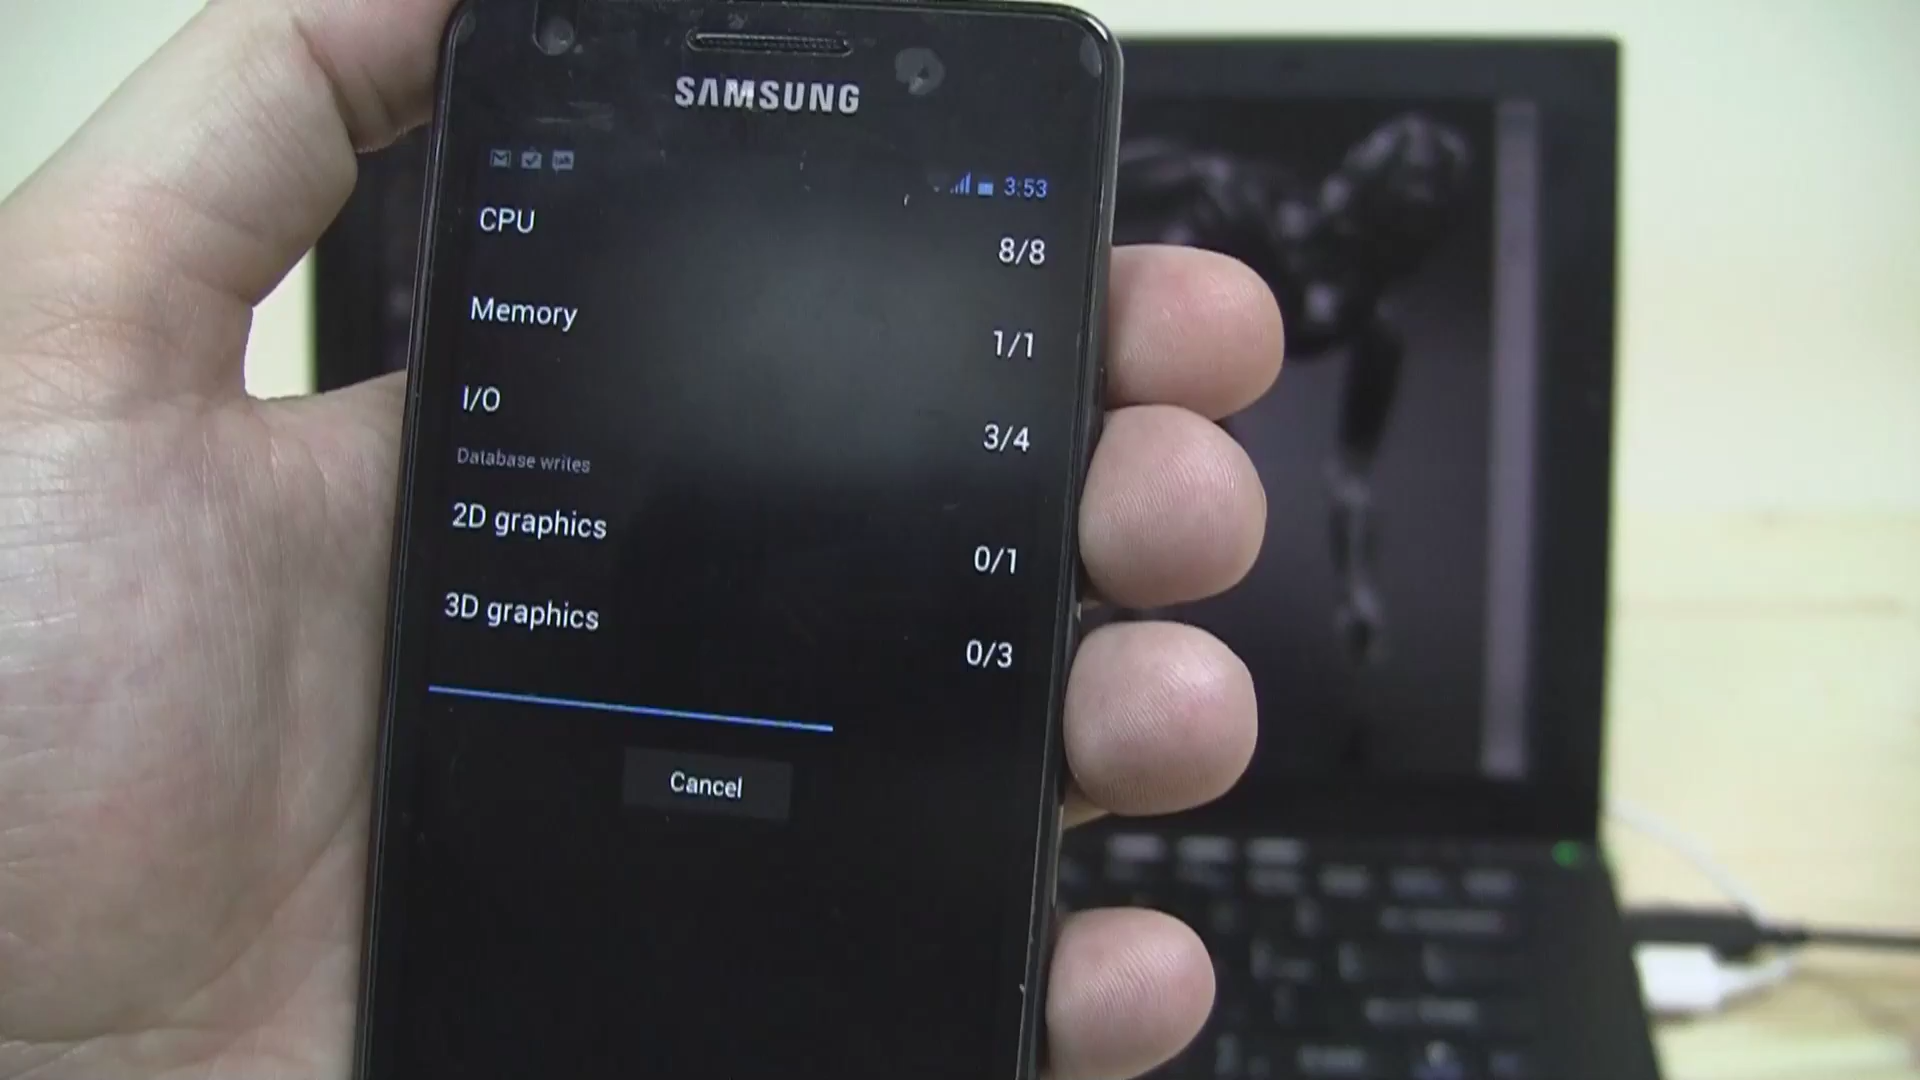 SAMSUNG
3:53
CPU
8/8
Memory
1/1
I/O
3/4
Database writes
2D graphics
0/1
3D graphics
0/3
Cancel